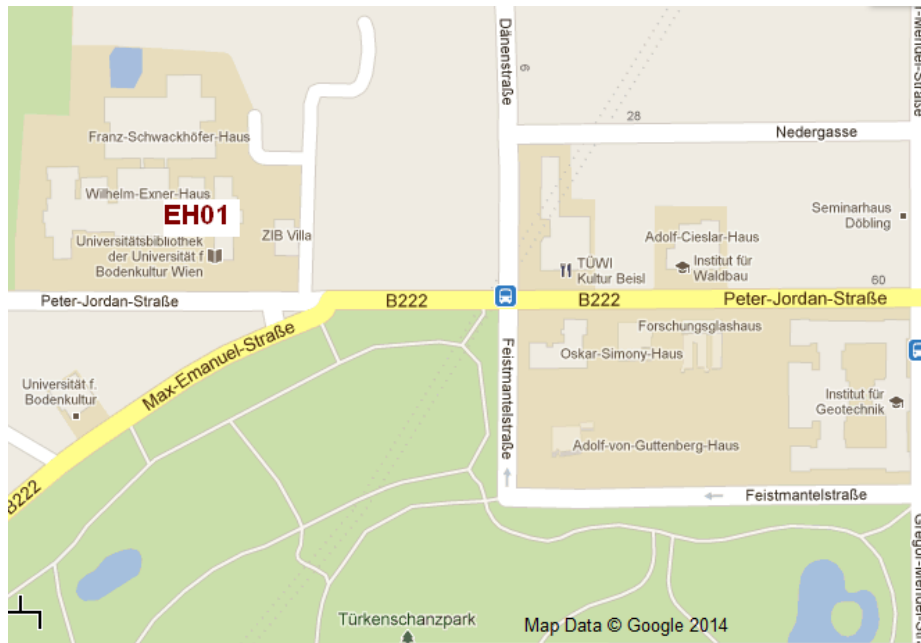 Dänenstraße
9
28
Nedergasse
Franz-Schwackhöfer-Haus
Wilhelm-Exner-Haus
EH01
ZIB Villa
Universitätsbibliothek
der Universität f.
Bodenkultur Wien
Seminarhaus
Döbling
Adolf-Cieslar-Haus
TÜWI
Kultur Beisl
Institut für
Waldbau
60
Peter-Jordan-Straße
B222
B222
Peter-Jordan-Straße
Max-Emanuel-Straße
Feistmantelstraße
Forschungsglashaus
Oskar-Simony-Haus
Universität f.
Bodenkultur
Institut für
Geotechnik
Adolf-von-Guttenberg-Haus
B222
Feistmantelstraße
Türkenschanzpark
Map Data © Google 2014